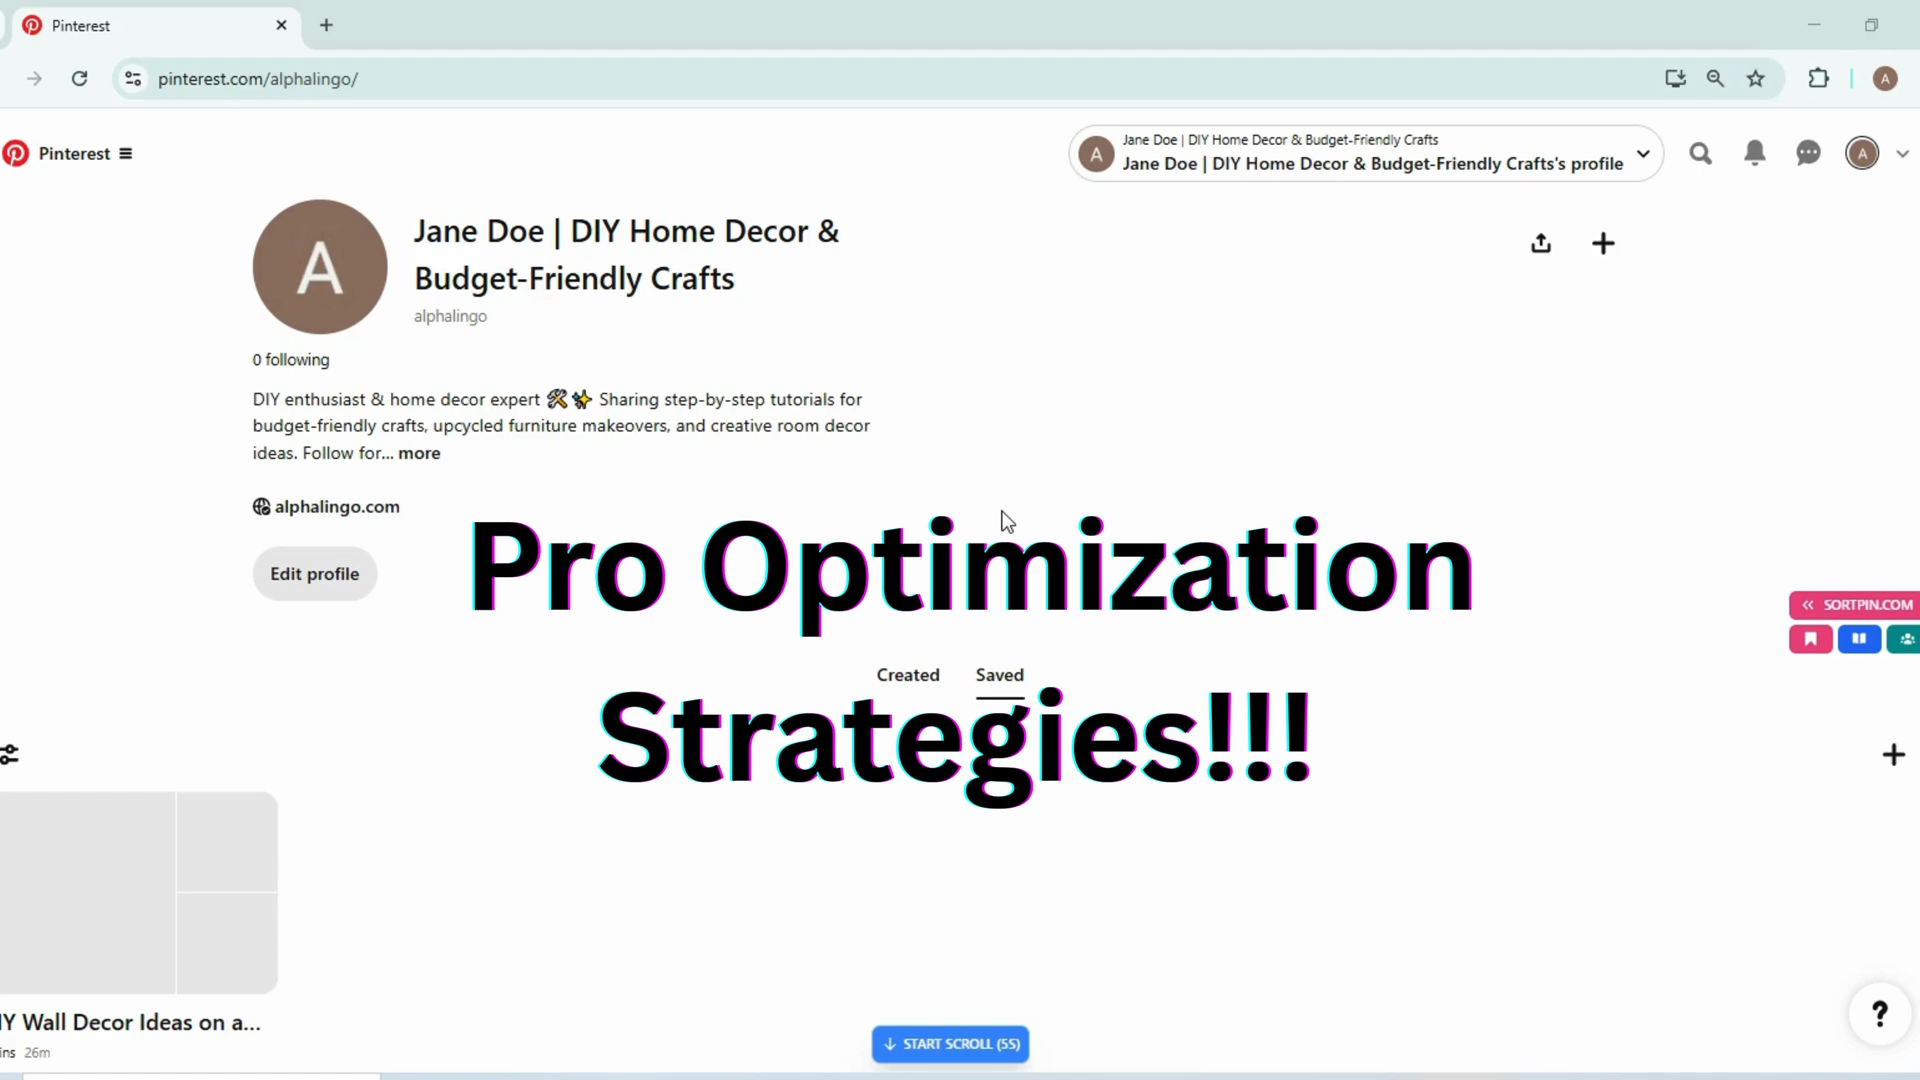 Pinterest
pinterest.com/alphalingo/
A
Pinterest
A
Jane Doe | DIY Home Decor & Budget-Friendly Crafts
Jane Doe | DIY Home Decor & Budget-Friendly Crafts's profile
A
A
Jane Doe | DIY Home Decor &
Budget-Friendly Crafts
alphalingo
0 following
DIY enthusiast & home decor expert 🛠✨ Sharing step-by-step tutorials for
budget-friendly crafts, upcycled furniture makeovers, and creative room decor
ideas. Follow for... more
alphalingo.com
Edit profile
Pro Optimization
Strategies!!!
SORTPIN.COM
Created
Saved
IY Wall Decor Ideas on a...
ins 26m
START SCROLL (5S)
?